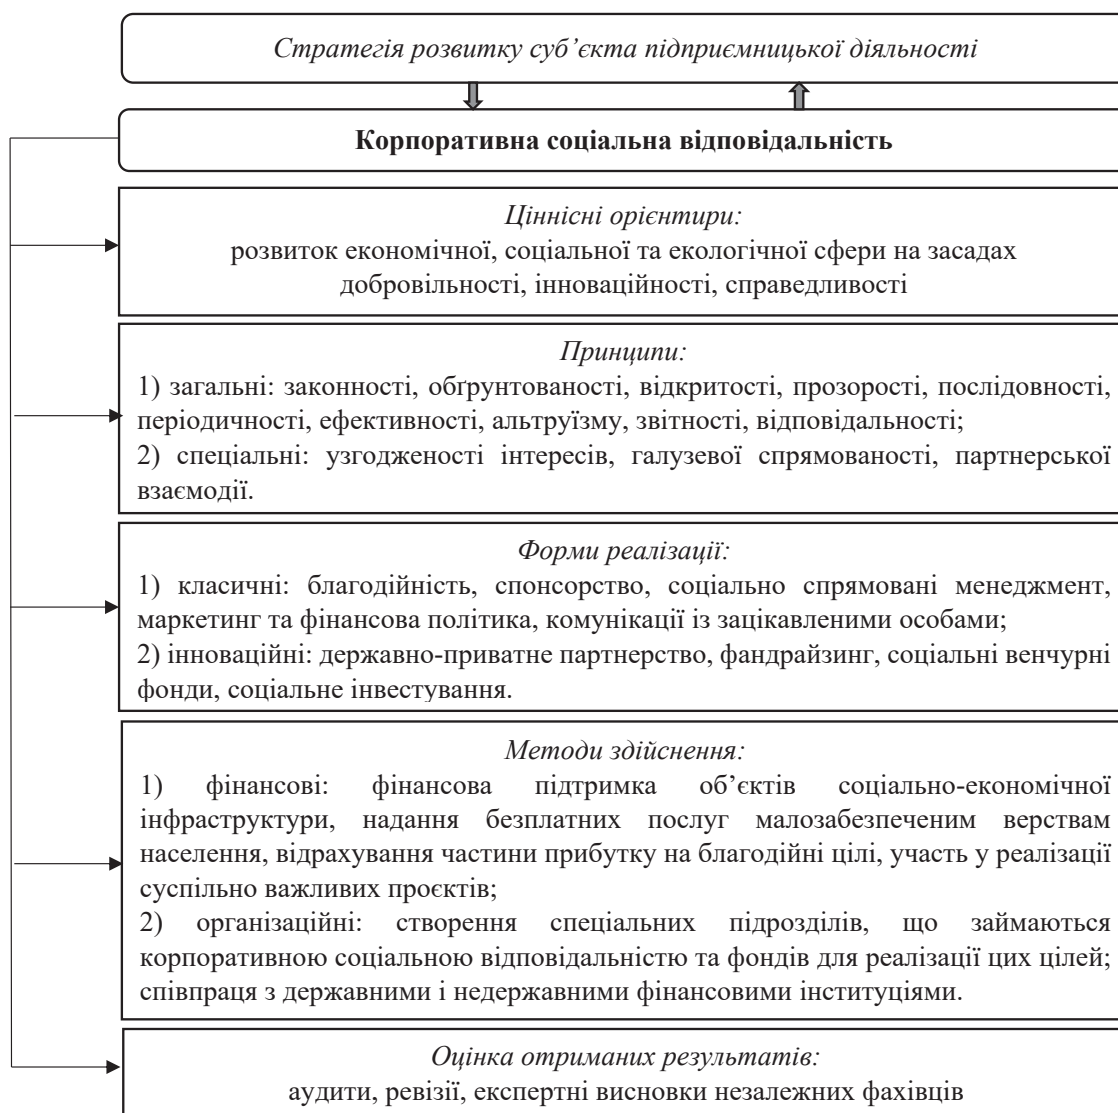 Стратегія розвитку суб’єкта підприємницької діяльності
Корпоративна соціальна відповідальність
Ціннісні орієнтири:
розвиток економічної, соціальної та екологічної сфери на засадах
добровільності, інноваційності, справедливості
Принципи:
1) загальні: законності, обґрунтованості, відкритості, прозорості, послідовності,
періодичності, ефективності, альтруїзму, звітності, відповідальності;
2) спеціальні: узгодженості інтересів, галузевої спрямованості, партнерської
взаємодії.
Форми реалізації:
1) класичні: благодійність, спонсорство, соціально спрямовані менеджмент,
маркетинг та фінансова політика, комунікації із зацікавленими особами;
2) інноваційні: державно-приватне партнерство, фандрайзинг, соціальні венчурні
фонди, соціальне інвестування.
Методи здійснення:
1) фінансові: фінансова підтримка об’єктів соціально-економічної
інфраструктури, надання безплатних послуг малозабезпеченим верствам
населення, відрахування частини прибутку на благодійні цілі, участь у реалізації
суспільно важливих проєктів;
2) організаційні: створення спеціальних підрозділів, що займаються
корпоративною соціальною відповідальністю та фондів для реалізації цих цілей;
співпраця з державними і недержавними фінансовими інституціями.
Оцінка отриманих результатів:
аудити, ревізії, експертні висновки незалежних фахівців